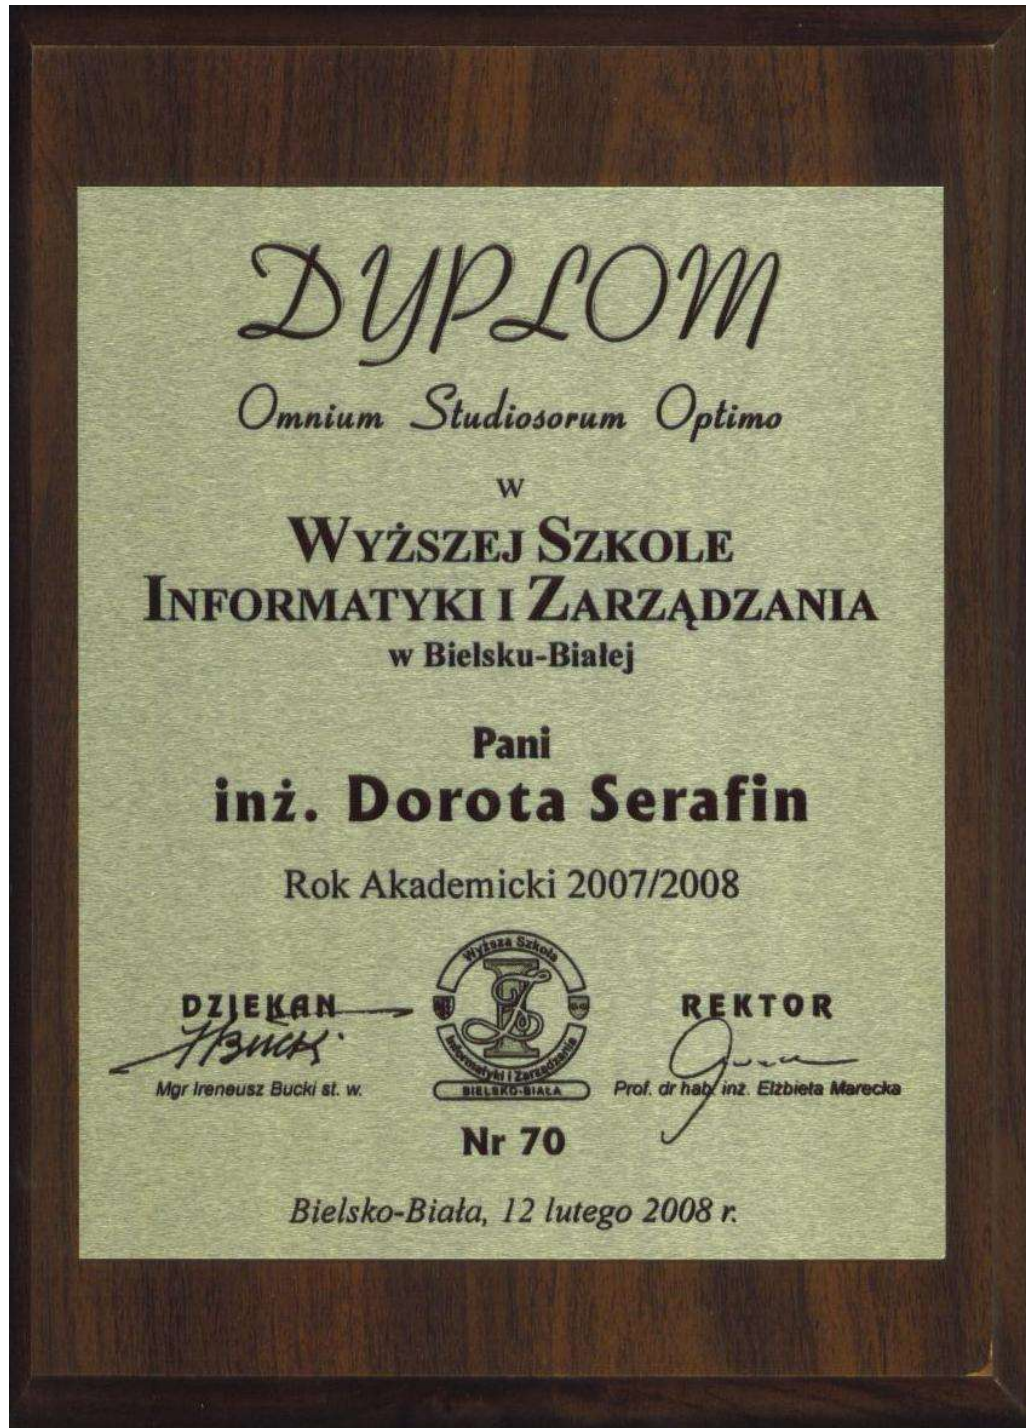 DYPLOM
Omnium Studiosorum Optimo
w
WYŻSZEJ SZKOLE
INFORMATYKI I ZARZĄDZANIA
w Bielsku-Białej
Pani
inż. Dorota Serafin
Rok Akademicki 2007/2008
Wyższa Szkoła
Informatyki i Zarządzania
BIELSKO-BIAŁA
DZIEKAN
HBucki
Mgr Ireneusz Bucki st. w.
REKTOR
Prof. dr hab. inż. Elżbieta Marecka
Nr 70
Bielsko-Biała, 12 lutego 2008 r.